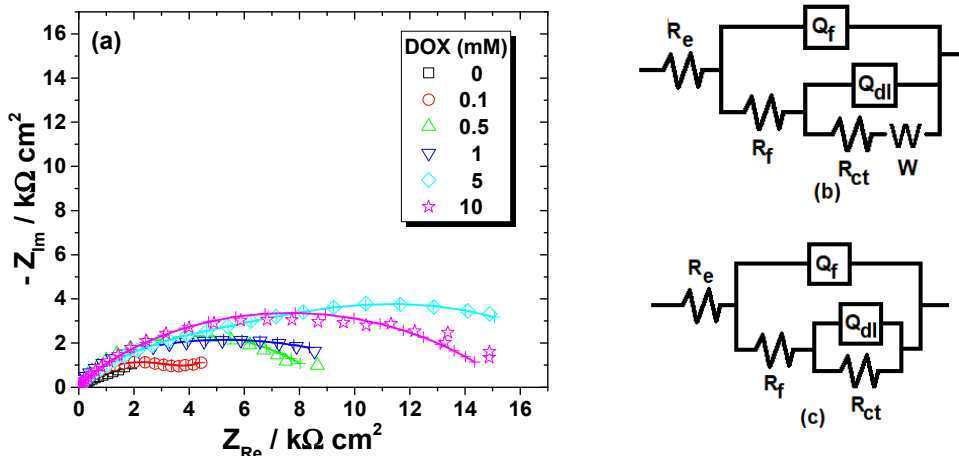 (a)
DOX (mM)
0
0.1
0.5
1
5
10
16
14
12
10
8
6
4
2
0
- Z_Im / kΩ cm²
0 2 4 6 8 10 12 14 16
Z_Re / kΩ cm²
R_e
Q_f
Q_dl
R_f
R_ct
W
W
(b)
R_e
Q_f
Q_dl
R_f
R_ct
(c)